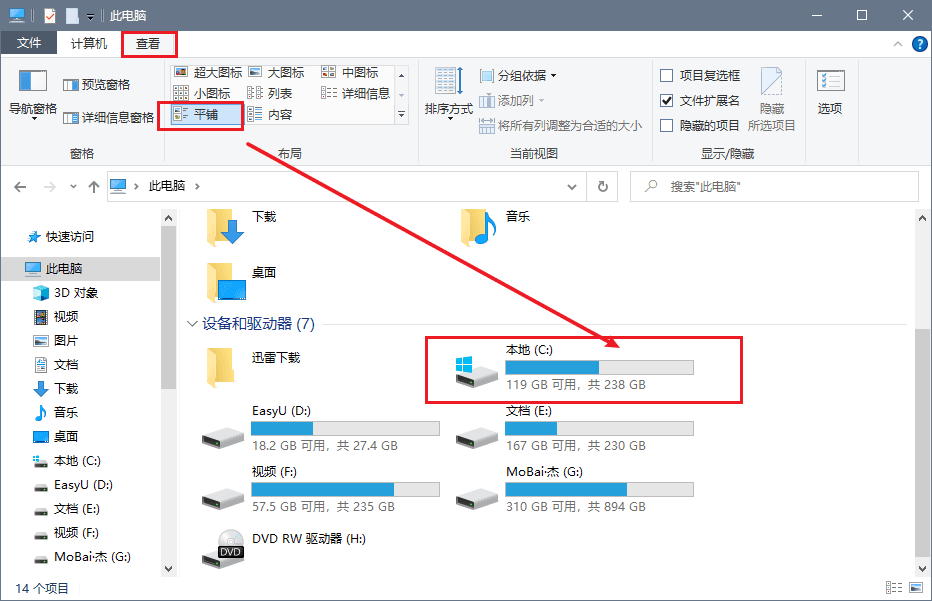 此电脑
文件 计算机 查看
导航窗格 预览窗格 详细信息窗格
窗格
超大图标 大图标 中图标
小图标 列表 详细信息
平铺 内容
布局
排序方式 分组依据
添加列
将所有列调整为合适的大小
当前视图
项目复选框
文件扩展名
隐藏的项目
隐藏
所选项目
显示/隐藏
选项
此电脑
搜索"此电脑"
快速访问
此电脑
3D 对象
视频
图片
文档
下载
音乐
桌面
本地 (C:)
EasyU (D:)
文档 (E:)
视频 (F:)
MoBai·杰 (G:)
下载
音乐
桌面
设备和驱动器 (7)
迅雷下载
本地 (C:)
119 GB 可用，共 238 GB
EasyU (D:)
18.2 GB 可用，共 27.4 GB
文档 (E:)
167 GB 可用，共 230 GB
视频 (F:)
57.5 GB 可用，共 235 GB
MoBai·杰 (G:)
310 GB 可用，共 894 GB
DVD
DVD RW 驱动器 (H:)
14 个项目